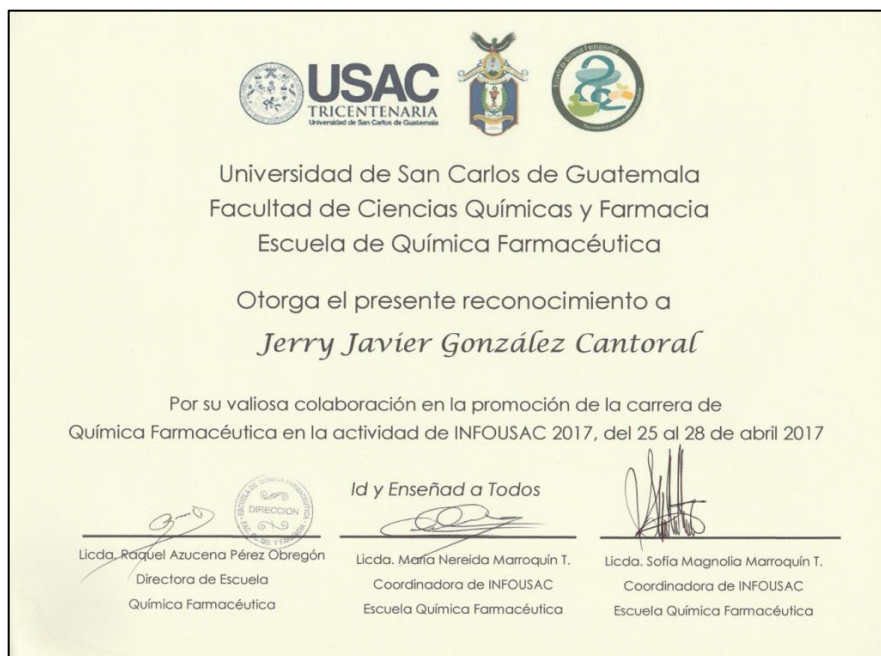 USAC
TRICENTENARIA
Universidad de San Carlos de Guatemala
Universidad de San Carlos de Guatemala
Facultad de Ciencias Químicas y Farmacia
Escuela de Química Farmacéutica
Otorga el presente reconocimiento a
Jerry Javier González Cantoral
Por su valiosa colaboración en la promoción de la carrera de
Química Farmacéutica en la actividad de INFOUSAC 2017, del 25 al 28 de abril 2017
Id y Enseñad a Todos
DIRECCION
Licda. Raquel Azucena Pérez Obregón
Directora de Escuela
Química Farmacéutica
Licda. María Nereida Marroquín T.
Coordinadora de INFOUSAC
Escuela Química Farmacéutica
Licda. Sofía Magnolia Marroquín T.
Coordinadora de INFOUSAC
Escuela Química Farmacéutica